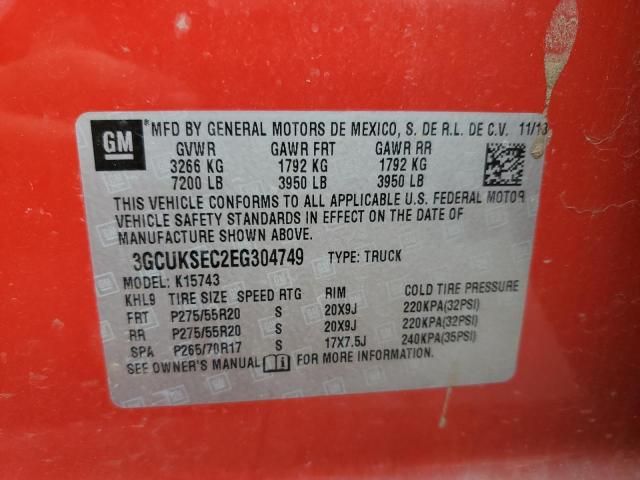 GM MFD BY GENERAL MOTORS DE MEXICO, S. DE R.L. DE C.V. 11/13
GVWR GAWR FRT GAWR RR
3266 KG 1792 KG 1792 KG
7200 LB 3950 LB 3950 LB
THIS VEHICLE CONFORMS TO ALL APPLICABLE U.S. FEDERAL MOTOR
VEHICLE SAFETY STANDARDS IN EFFECT ON THE DATE OF
MANUFACTURE SHOWN ABOVE.
3GCUKSEC2EG304749 TYPE: TRUCK
MODEL: K15743
KHL9 TIRE SIZE SPEED RTG RIM COLD TIRE PRESSURE
FRT P275/55R20 S 20X9J 220KPA(32PSI)
RR P275/55R20 S 20X9J 220KPA(32PSI)
SPA P265/70R17 S 17X7.5J 240KPA(35PSI)
SEE OWNER'S MANUAL FOR MORE INFORMATION.